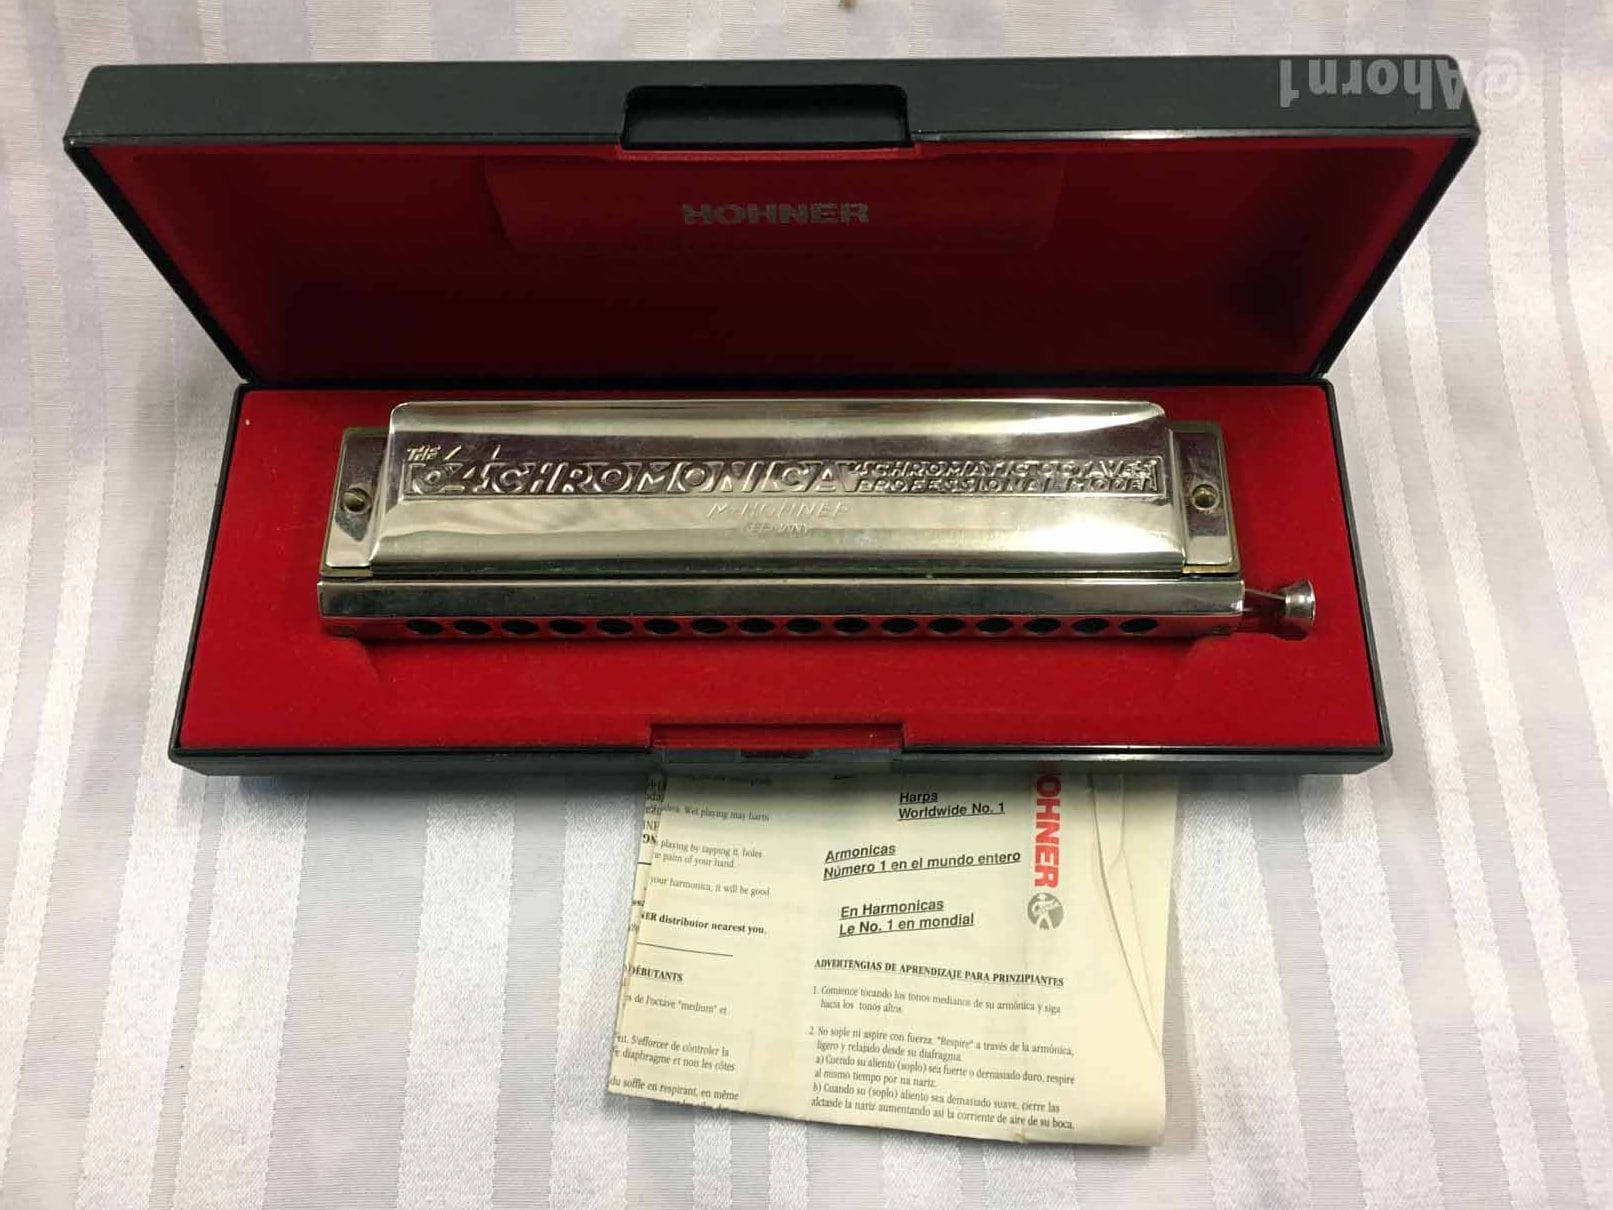 @Ahorn1
HOHNER
THE
64 CHROMONICA 4 CHROMATIC OCTAVES
PROFESSIONAL MODEL
M. HOHNER
GERMANY
Wet playing may harm
playing by tapping it, holes
palm of your hand.
your harmonica, it will be good
distributor nearest you.
DÉBUTANTS
de l'octave "medium" et
S'efforcer de contrôler la
diaphragme et non les côtes
du souffle en respirant, en même
Harps
Worldwide No. 1
Armonicas
Número 1 en el mundo entero
En Harmonicas
Le No. 1 en mondial
OHNER
ADVERTENGIAS DE APRENDIZAJE PARA PRINZIPIANTES
1. Comience tocando los tonos medianos de su armónica y siga
hacia los tonos altos.
2. No sople ni aspire con fuerza. "Respire" a través de la armónica,
ligero y relajado desde su diafragma.
a) Cuendo su aliento (soplo) sea fuerte o demasiado duro, respire
al mismo tiempo por na nariz.
b) Cuando su (soplo) aliento sea demasiado suave, cierre las
alctasde la nariz aumentando así la corriente de aire de su boca.